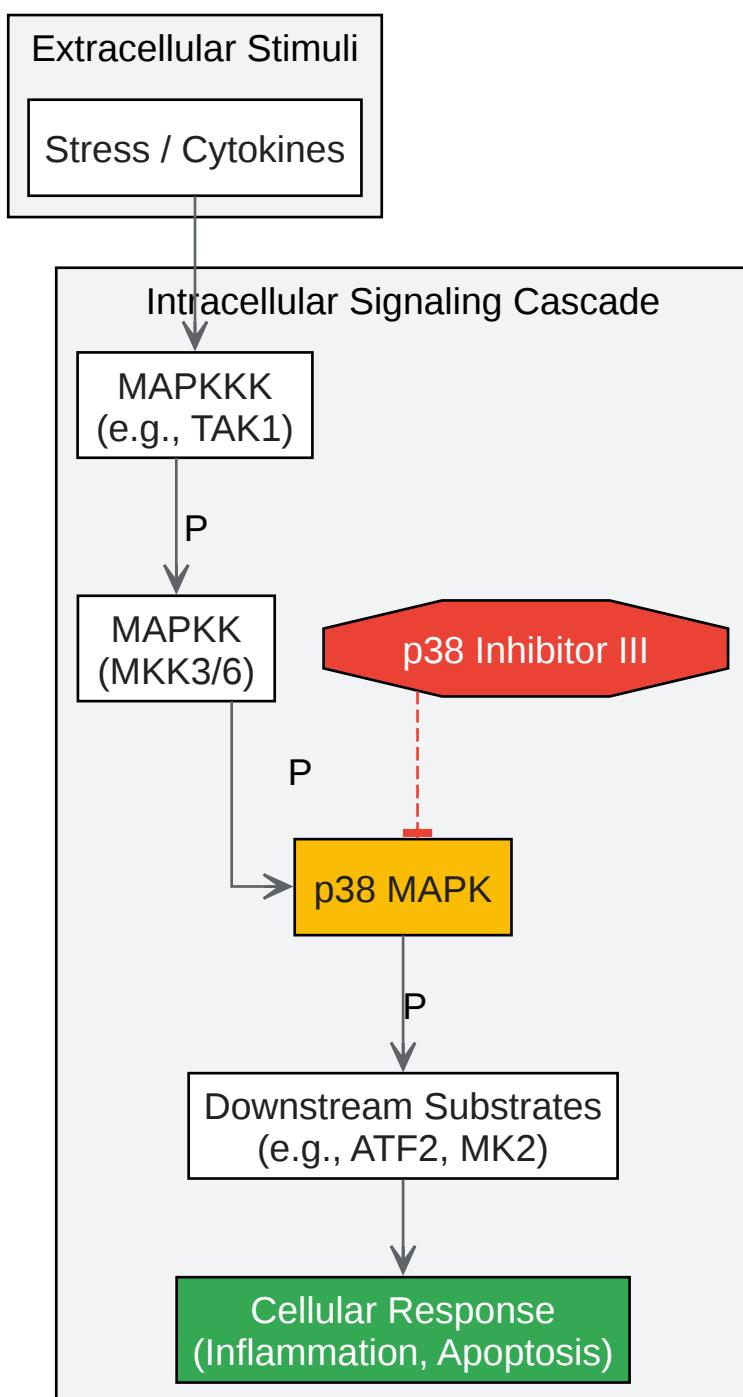 Extracellular Stimuli
Stress / Cytokines
Intracellular Signaling Cascade
MAPKKK
(e.g., TAK1)
P
MAPKK
(MKK3/6)
p38 Inhibitor III
P
p38 MAPK
P
Downstream Substrates
(e.g., ATF2, MK2)
Cellular Response
(Inflammation, Apoptosis)